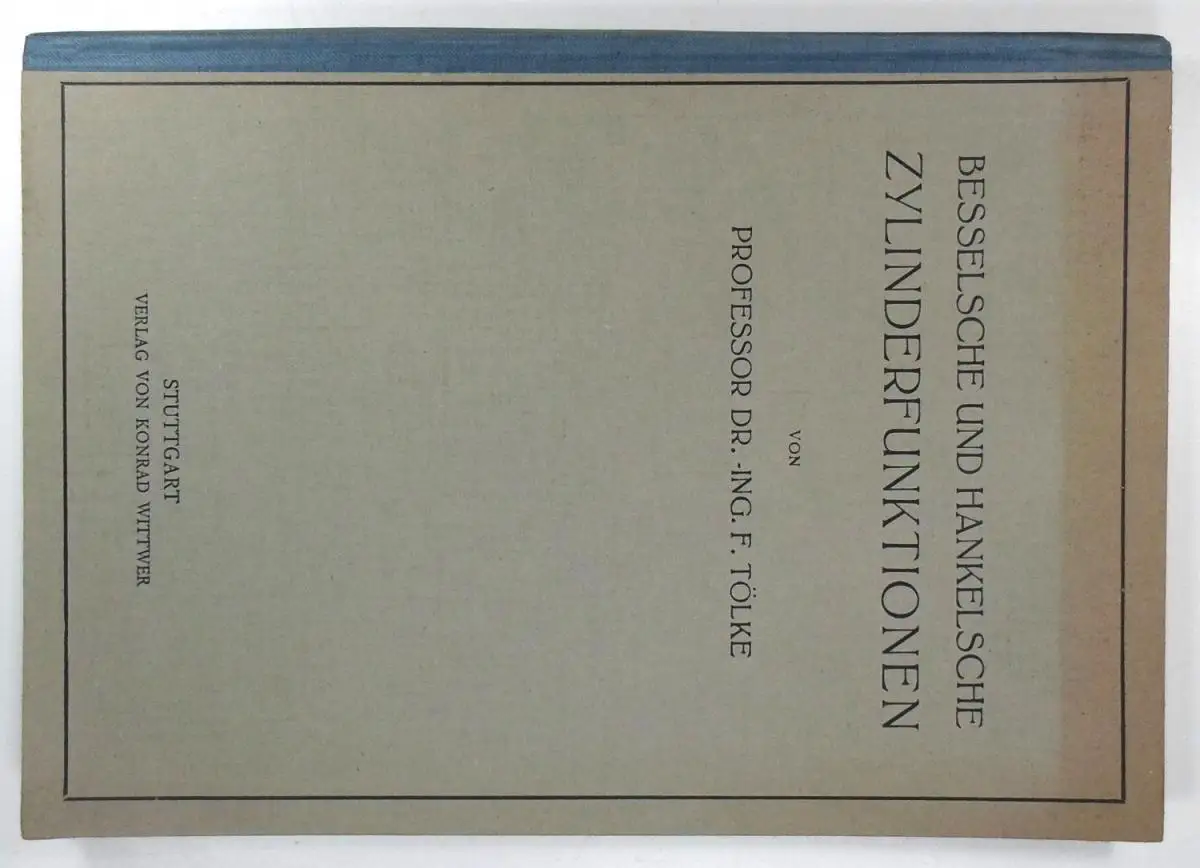 BESSELSCHE UND HANKELSCHE
ZYLINDERFUNKTIONEN
VON
PROFESSOR DR.-ING. F. TÖLKE
STUTTGART
VERLAG VON KONRAD WITTWER